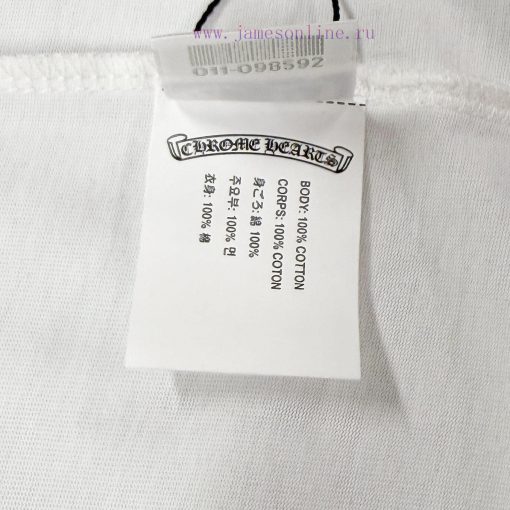 www.jamesonline.ru
011-098592
CHROME HEARTS
BODY: 100% COTTON
CORPS: 100% COTON
身ごろ: 綿 100%
주요부: 100% 면
衣身: 100% 棉